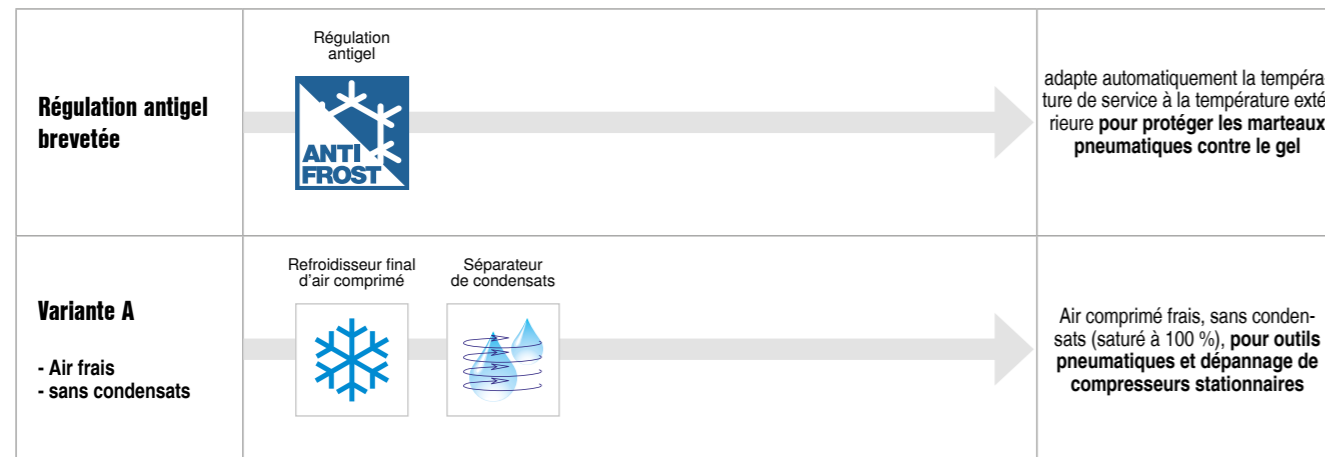 Régulation antigel
brevetée
Régulation
antigel
ANTI
FROST
adapte automatiquement la tempéra-
ture de service à la température exté-
rieure pour protéger les marteaux
pneumatiques contre le gel
Variante A
- Air frais
- sans condensats
Refroidisseur final
d'air comprimé
Séparateur
de condensats
Air comprimé frais, sans conden-
sats (saturé à 100 %), pour outils
pneumatiques et dépannage de
compresseurs stationnaires